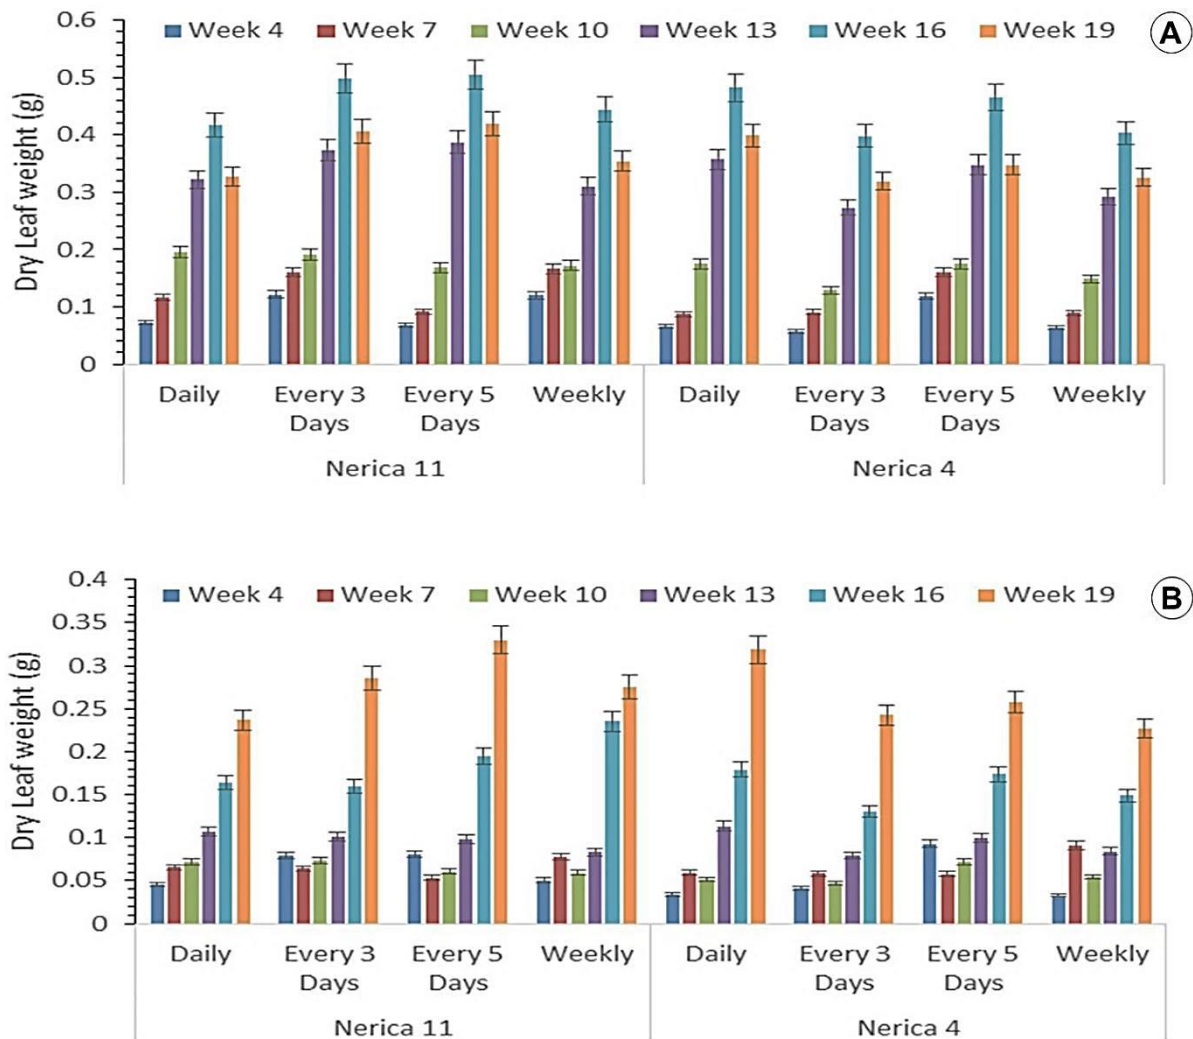 0.6
Week 4 Week 7 Week 10 Week 13 Week 16 Week 19
A
0.5
0.4
0.3
0.2
0.1
0
Dry Leaf weight (g)
Daily Every 3 Days Every 5 Days Weekly Daily Every 3 Days Every 5 Days Weekly
Nerica 11 Nerica 4
0.4
Week 4 Week 7 Week 10 Week 13 Week 16 Week 19
B
0.35
0.3
0.25
0.2
0.15
0.1
0.05
0
Dry Leaf weight (g)
Daily Every 3 Days Every 5 Days Weekly Daily Every 3 Days Every 5 Days Weekly
Nerica 11 Nerica 4